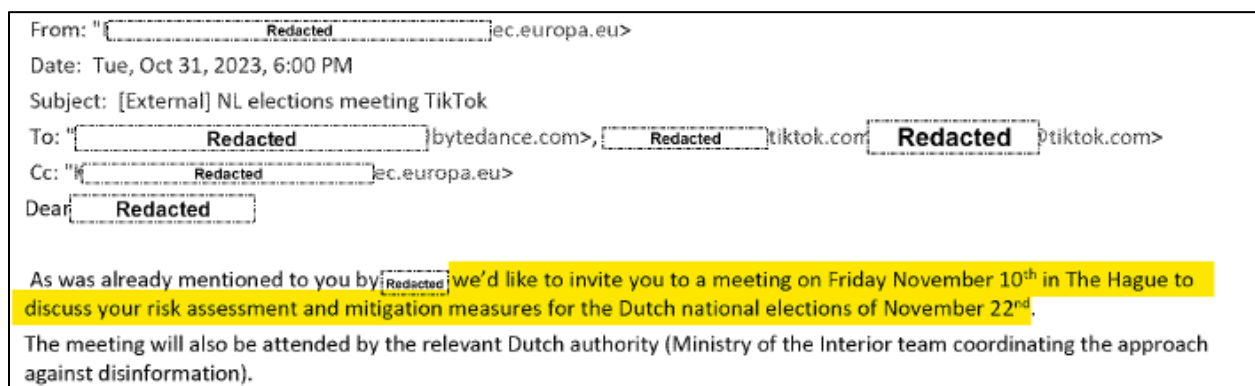 From: " Redacted ec.europa.eu>
Date: Tue, Oct 31, 2023, 6:00 PM
Subject: [External] NL elections meeting TikTok
To: " Redacted bytedance.com>, Redacted tiktok.com Redacted tiktok.com>
Cc: " Redacted ec.europa.eu>
Dear Redacted
As was already mentioned to you by Redacted we'd like to invite you to a meeting on Friday November 10th in The Hague to
discuss your risk assessment and mitigation measures for the Dutch national elections of November 22nd.
The meeting will also be attended by the relevant Dutch authority (Ministry of the Interior team coordinating the approach
against disinformation).